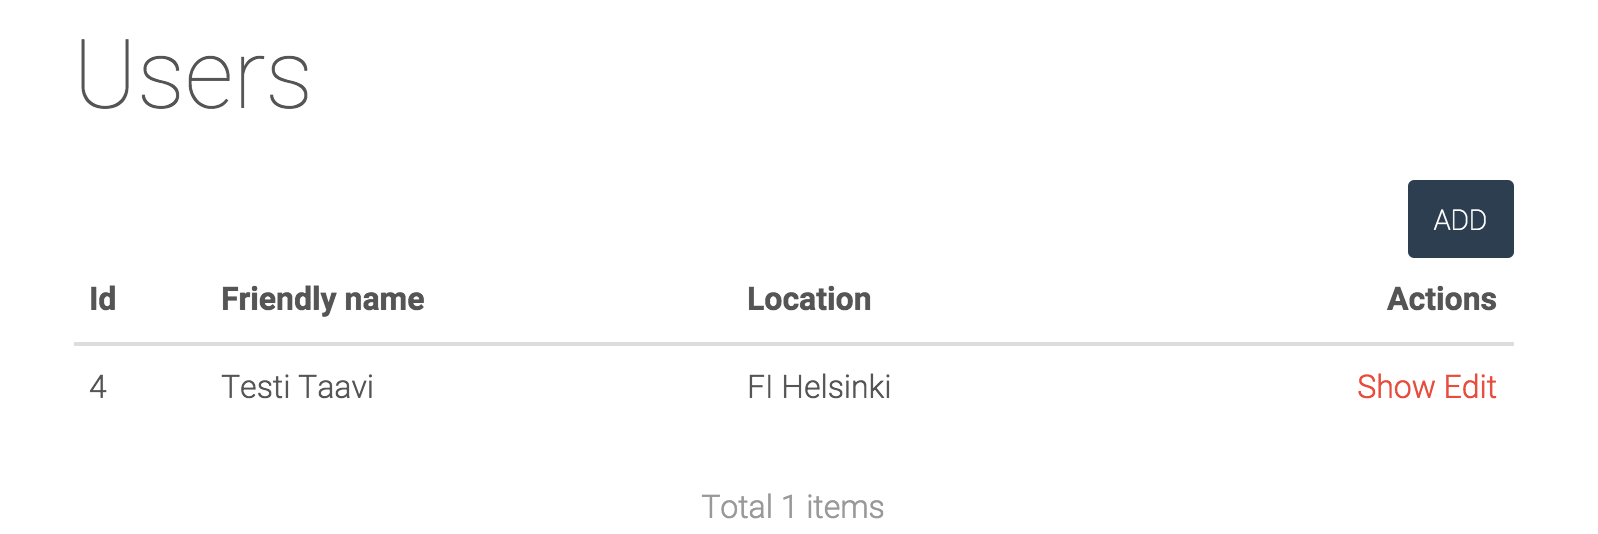 Users
ADD
Id Friendly name Location Actions
4 Testi Taavi FI Helsinki Show Edit
Total 1 items